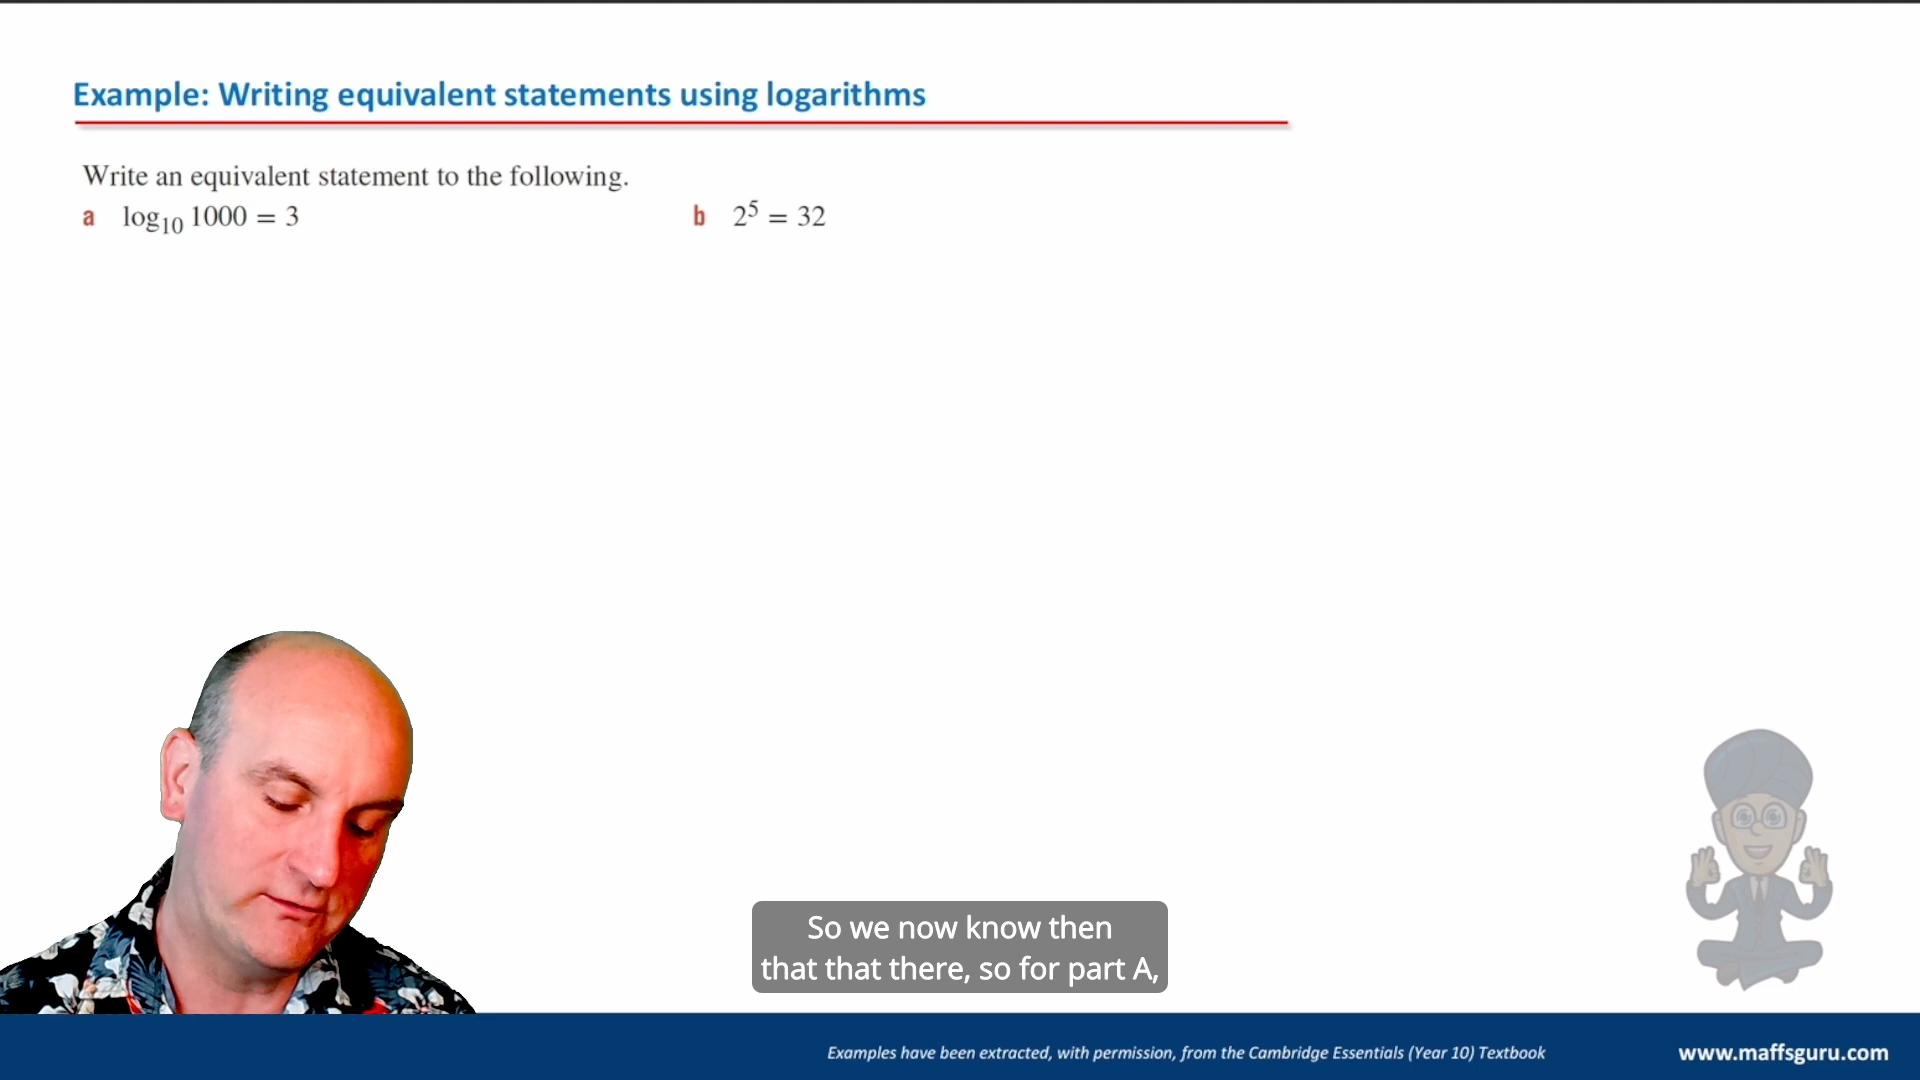 Example: Writing equivalent statements using logarithms
Write an equivalent statement to the following.
a log₁₀ 1000 = 3
b 2⁵ = 32
So we now know then
that that there, so for part A,
Examples have been extracted, with permission, from the Cambridge Essentials (Year 10) Textbook
www.maffsguru.com